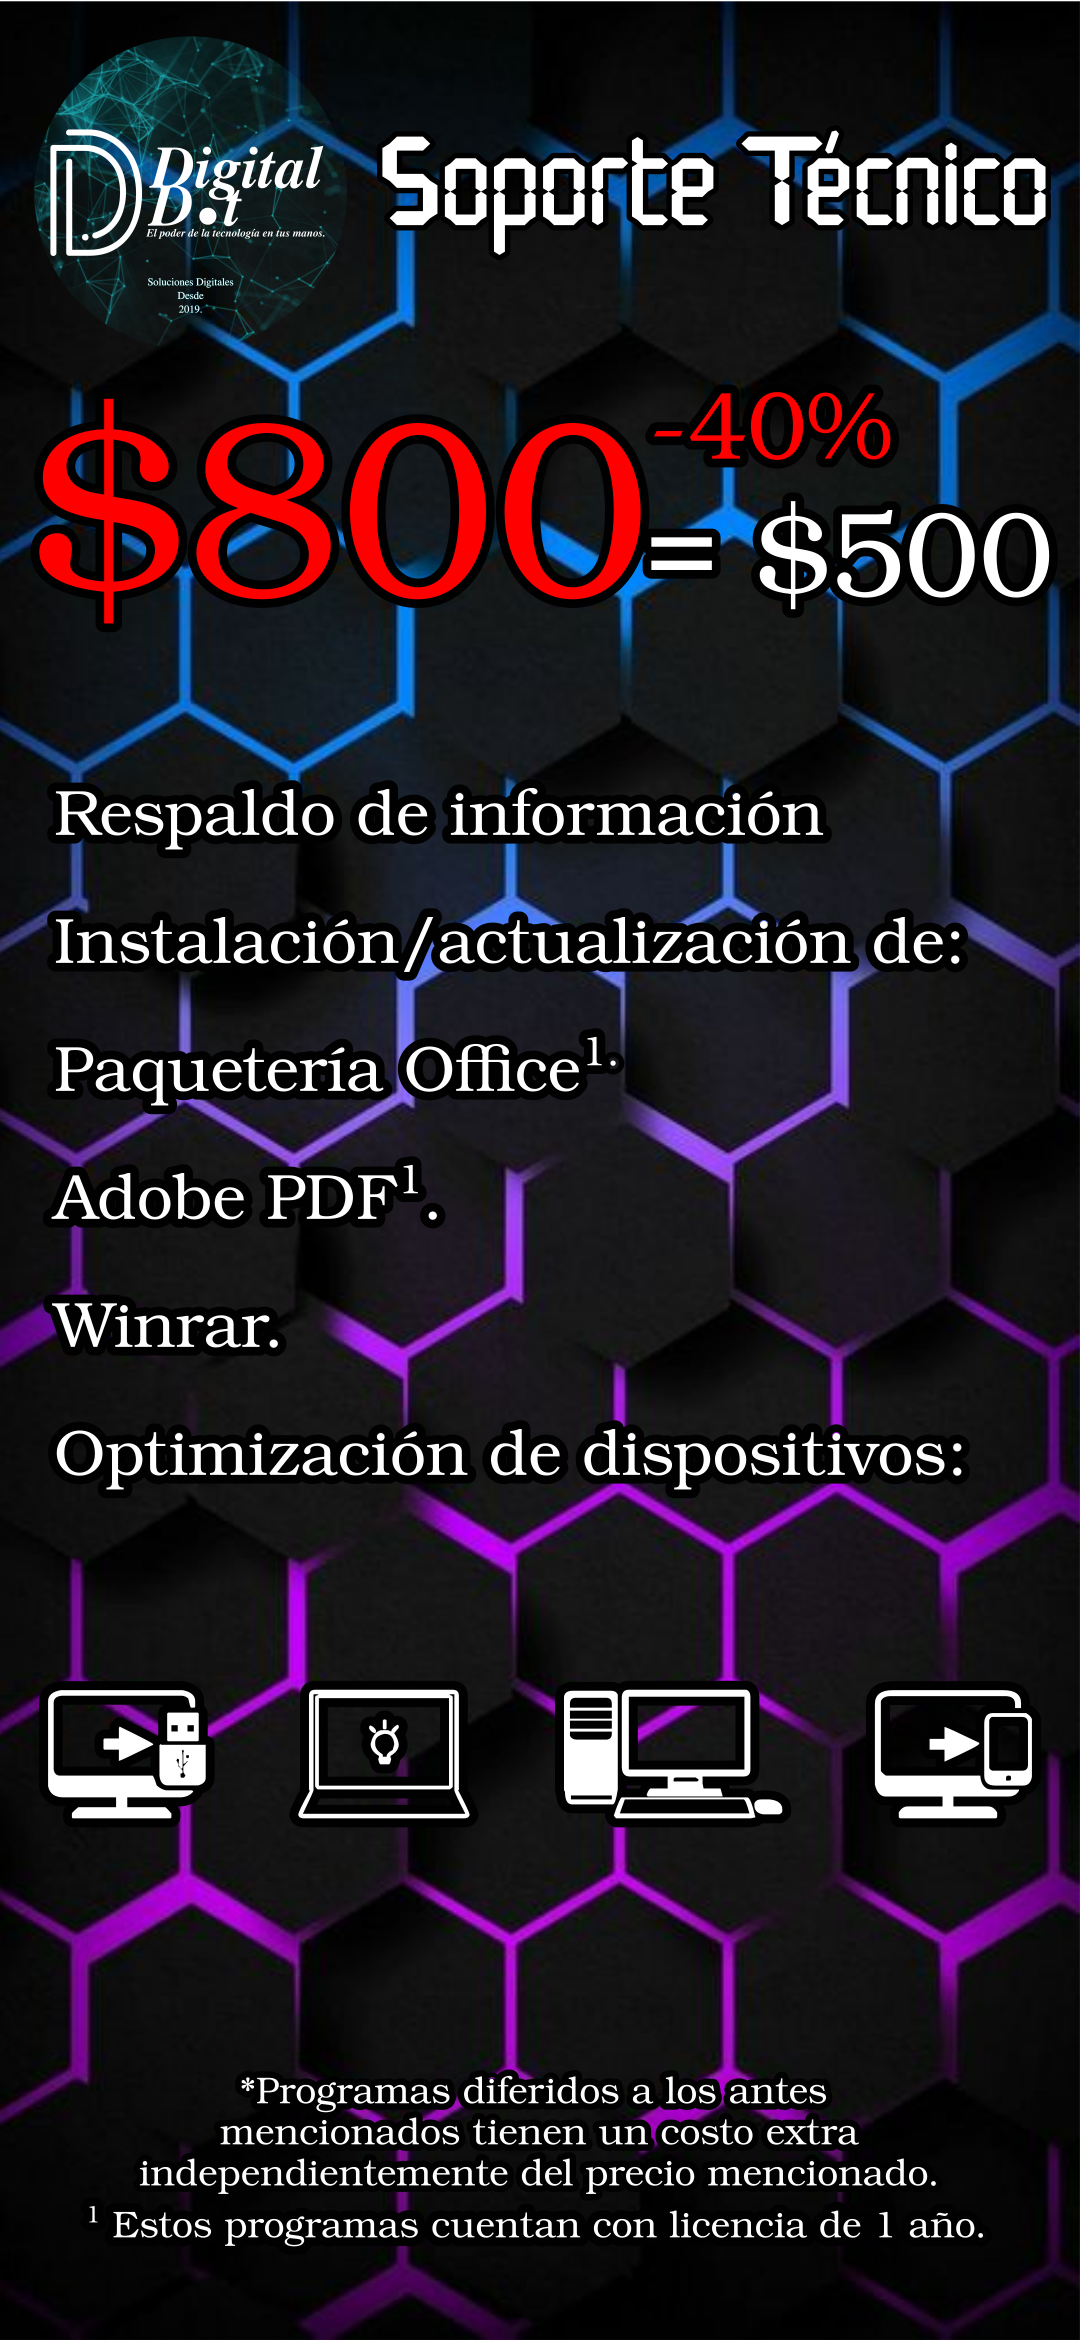 Digital
D.t
El poder de la tecnología en tus manos.
Soluciones Digitales
Desde
2019.
Soporte Técnico
$800
-40%
= $500
Respaldo de información
Instalación/actualización de:
Paquetería Office¹.
Adobe PDF¹.
Winrar.
Optimización de dispositivos:
*Programas diferidos a los antes
mencionados tienen un costo extra
independientemente del precio mencionado.
¹ Estos programas cuentan con licencia de 1 año.